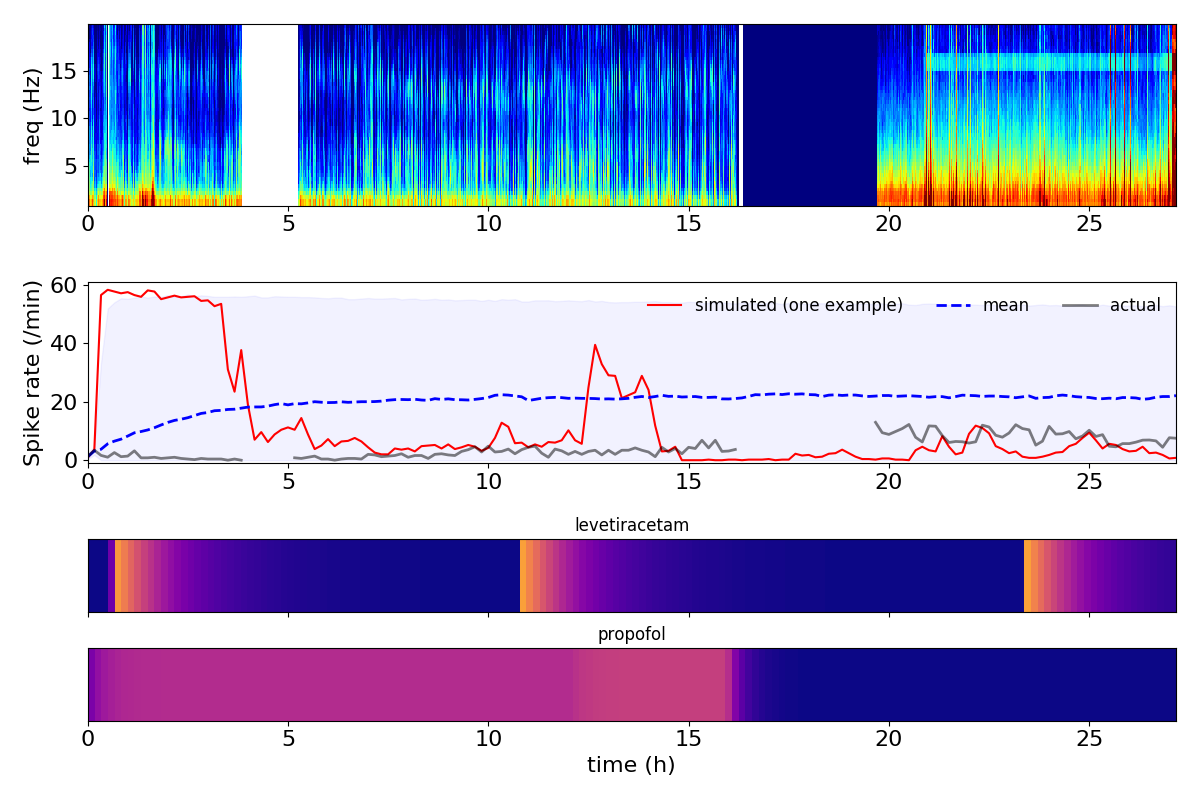 freq (Hz)
15
10
5
0 5 10 15 20 25
Spike rate (/min)
60
40
20
0
simulated (one example) mean actual
0 5 10 15 20 25
levetiracetam
propofol
0 5 10 15 20 25
time (h)